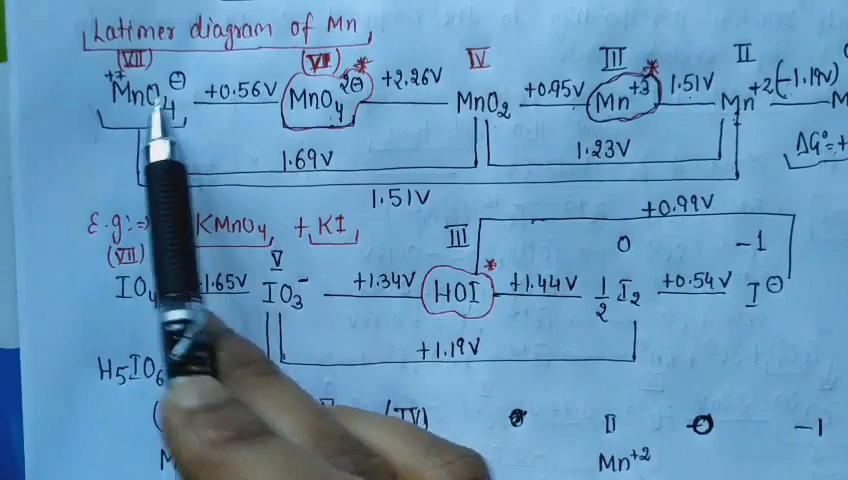 Latimer diagram of Mn
(VII) (VI)* IV III* II
+7 MnO4⊖ +0.56V MnO4 2⊖ +2.26V MnO2 +0.95V Mn+3 1.51V Mn+2 (-1.19V)
1.69V 1.23V ΔG°=+
1.51V
+0.99V
E.g:⇒ KMnO4 + KI
(VII) V III* 0 -1
IO4 1.65V IO3- +1.34V HOI +1.44V 1/2 I2 +0.54V I⊖
+1.19V
H5IO6
(IV) II -0 -1
Mn+2